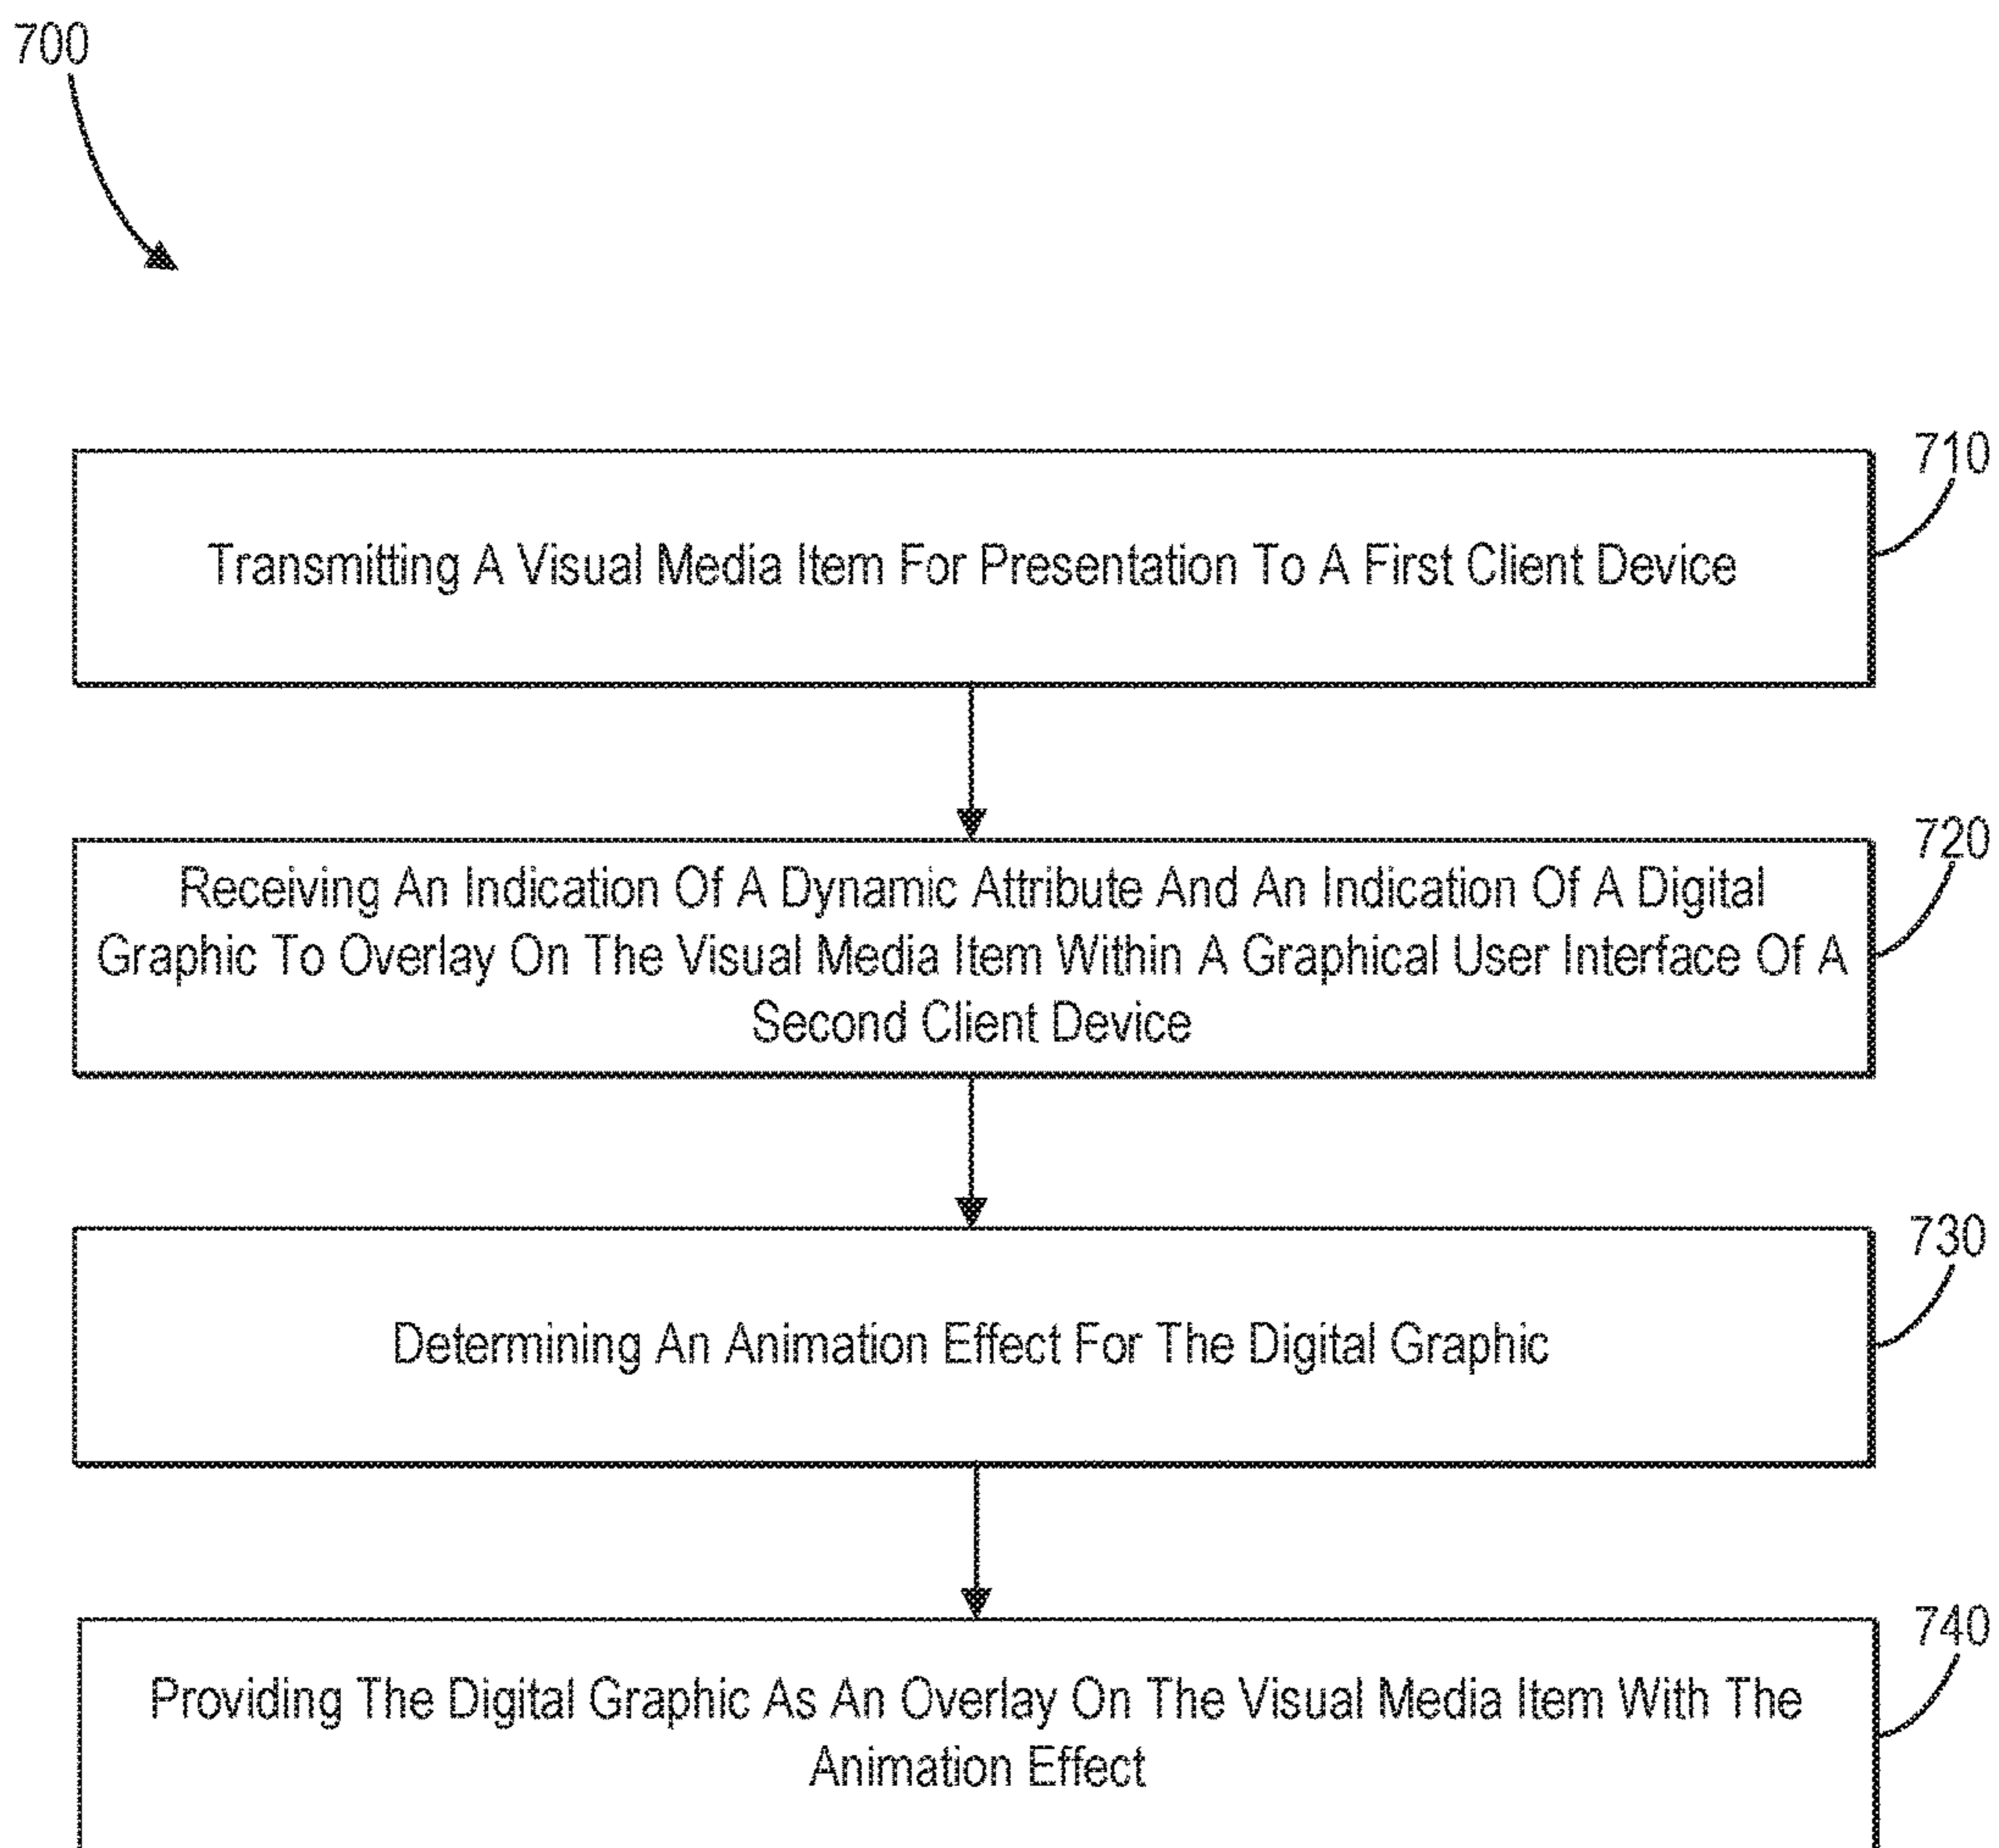 700
710
Transmitting A Visual Media Item For Presentation To A First Client Device
720
Receiving An Indication Of A Dynamic Attribute And An Indication Of A Digital
Graphic To Overlay On The Visual Media Item Within A Graphical User Interface Of A
Second Client Device
730
Determining An Animation Effect For The Digital Graphic
740
Providing The Digital Graphic As An Overlay On The Visual Media Item With The
Animation Effect